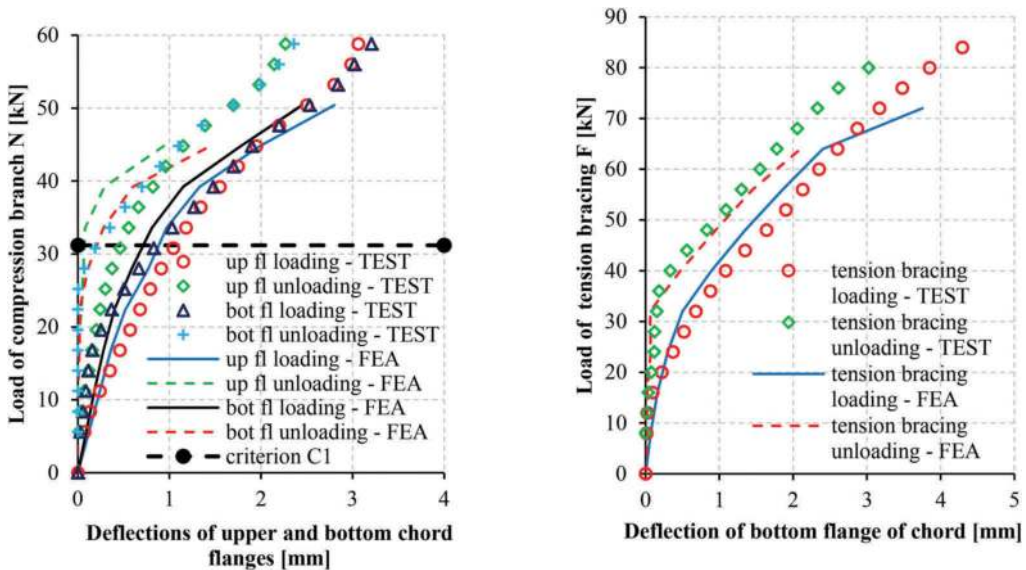 Load of compression branch N [kN]
60
50
40
30
20
10
0
up fl loading - TEST
up fl unloading - TEST
bot fl loading - TEST
bot fl unloading - TEST
up fl loading - FEA
up fl unloading - FEA
bot fl loading - FEA
bot fl unloading - FEA
criterion C1
0 1 2 3 4
Deflections of upper and bottom chord
flanges [mm]
Load of tension bracing F [kN]
90
80
70
60
50
40
30
20
10
0
tension bracing
loading - TEST
tension bracing
unloading - TEST
tension bracing
loading - FEA
tension bracing
unloading - FEA
0 1 2 3 4 5
Deflection of bottom flange of chord [mm]